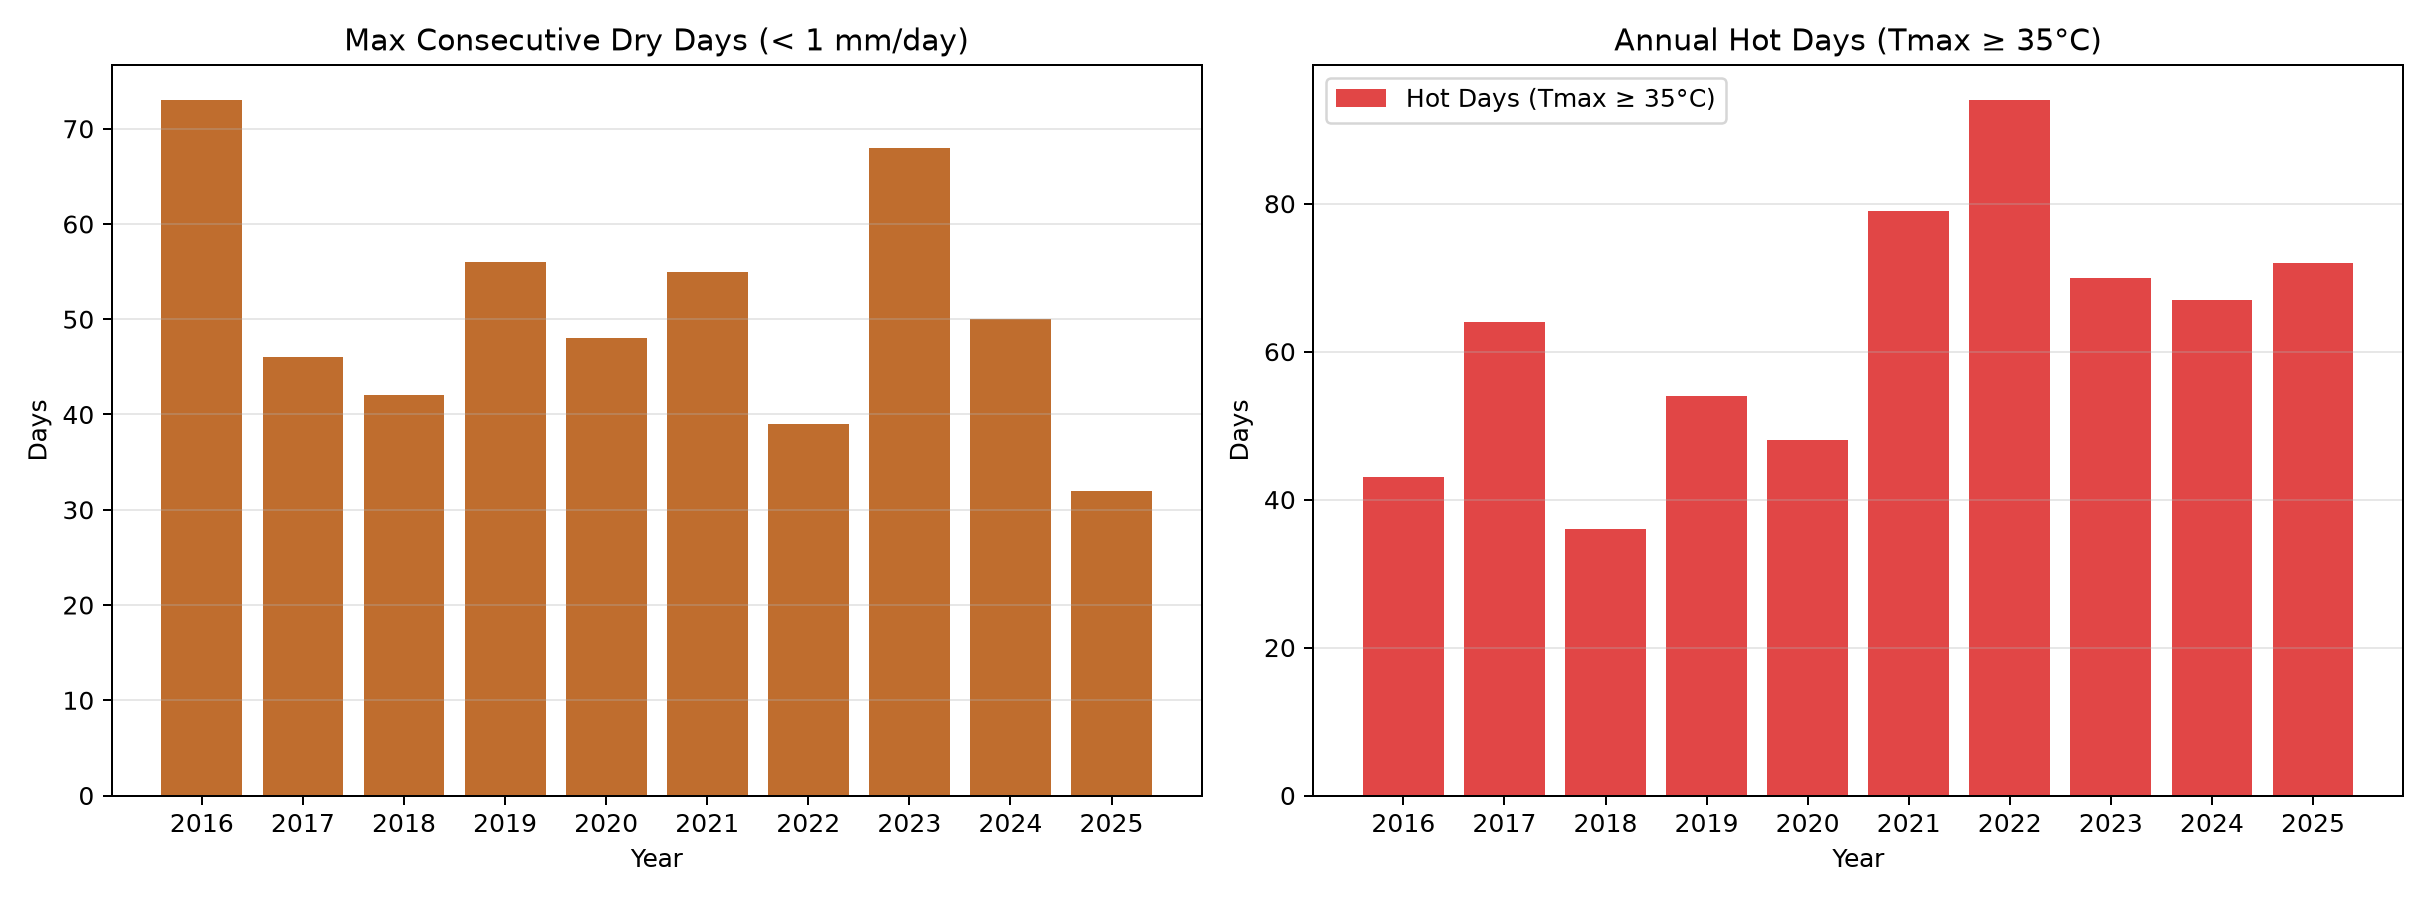 Max Consecutive Dry Days (< 1 mm/day)
Days
70
60
50
40
30
20
10
0
2016 2017 2018 2019 2020 2021 2022 2023 2024 2025
Year
Annual Hot Days (Tmax ≥ 35°C)
Hot Days (Tmax ≥ 35°C)
Days
80
60
40
20
0
2016 2017 2018 2019 2020 2021 2022 2023 2024 2025
Year